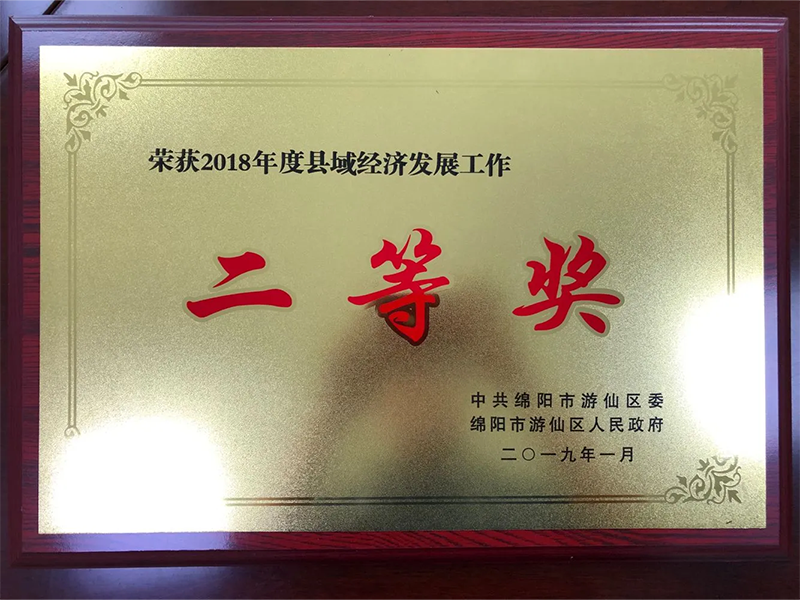 荣获2018年度县域经济发展工作
二等奖
中共绵阳市游仙区委
绵阳市游仙区人民政府
二〇一九年一月